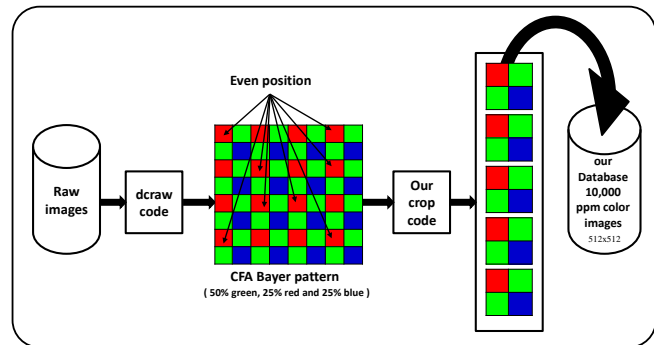 Even position
Raw
images
dcraw
code
CFA Bayer pattern
( 50% green, 25% red and 25% blue )
Our
crop
code
our
Database
10,000
ppm color
images
512x512